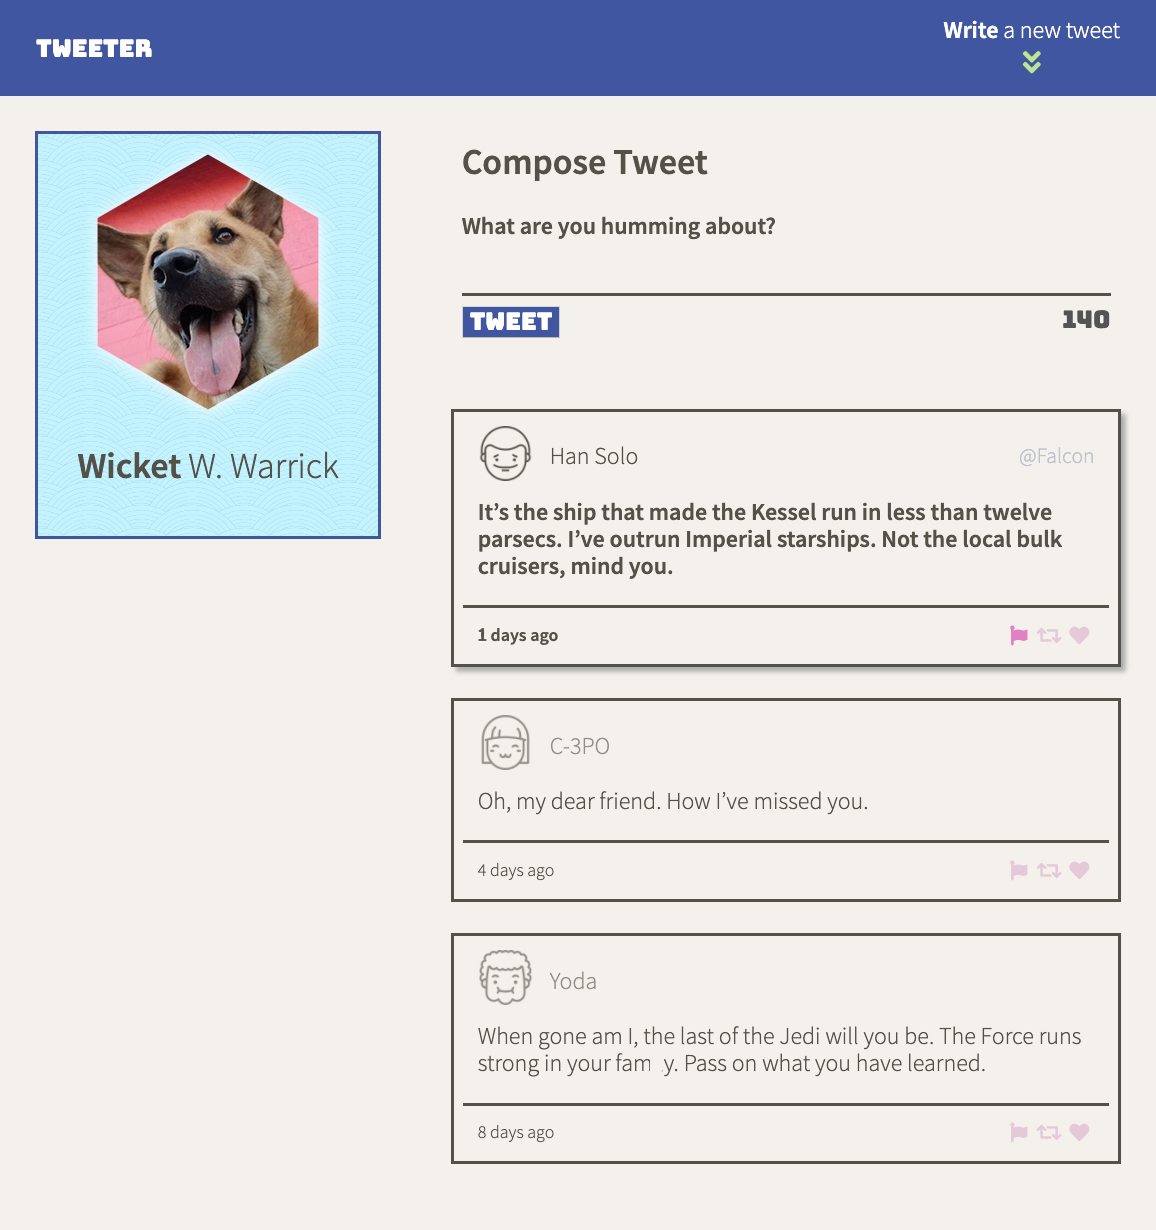 TWEETER
Write a new tweet
Wicket W. Warrick
Compose Tweet
What are you humming about?
TWEET
140
Han Solo
@Falcon
It’s the ship that made the Kessel run in less than twelve
parsecs. I’ve outrun Imperial starships. Not the local bulk
cruisers, mind you.
1 days ago
C-3PO
Oh, my dear friend. How I’ve missed you.
4 days ago
Yoda
When gone am I, the last of the Jedi will you be. The Force runs
strong in your Pass on what you have learned.
8 days ago